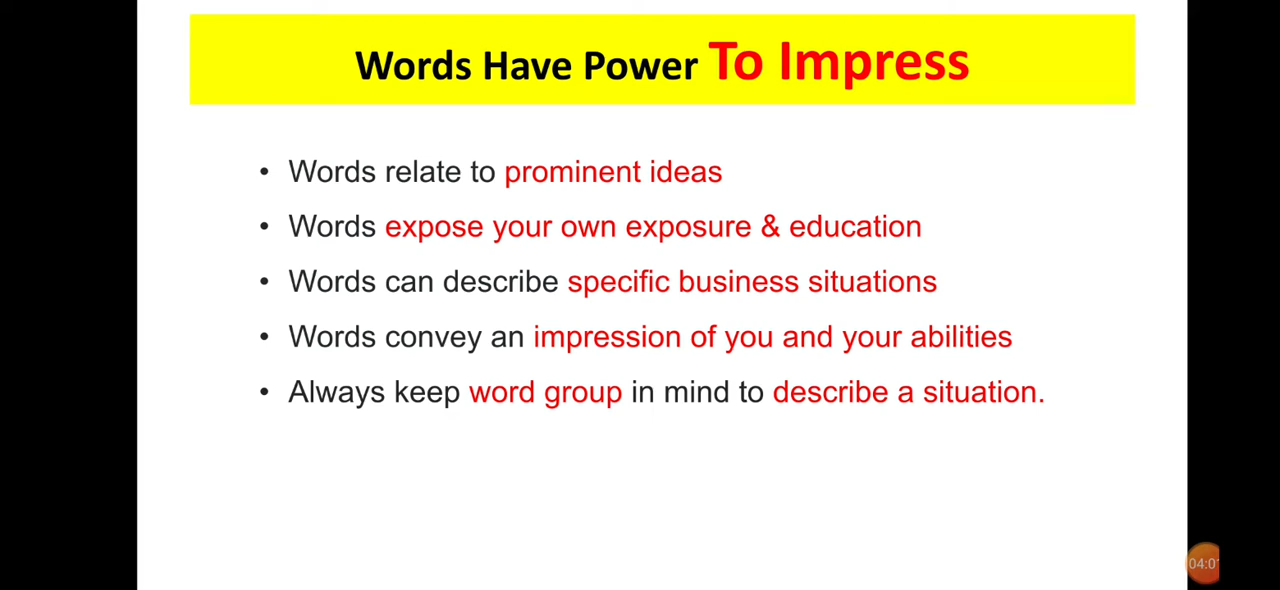 Words Have Power To Impress
• Words relate to prominent ideas
• Words expose your own exposure & education
• Words can describe specific business situations
• Words convey an impression of you and your abilities
• Always keep word group in mind to describe a situation.